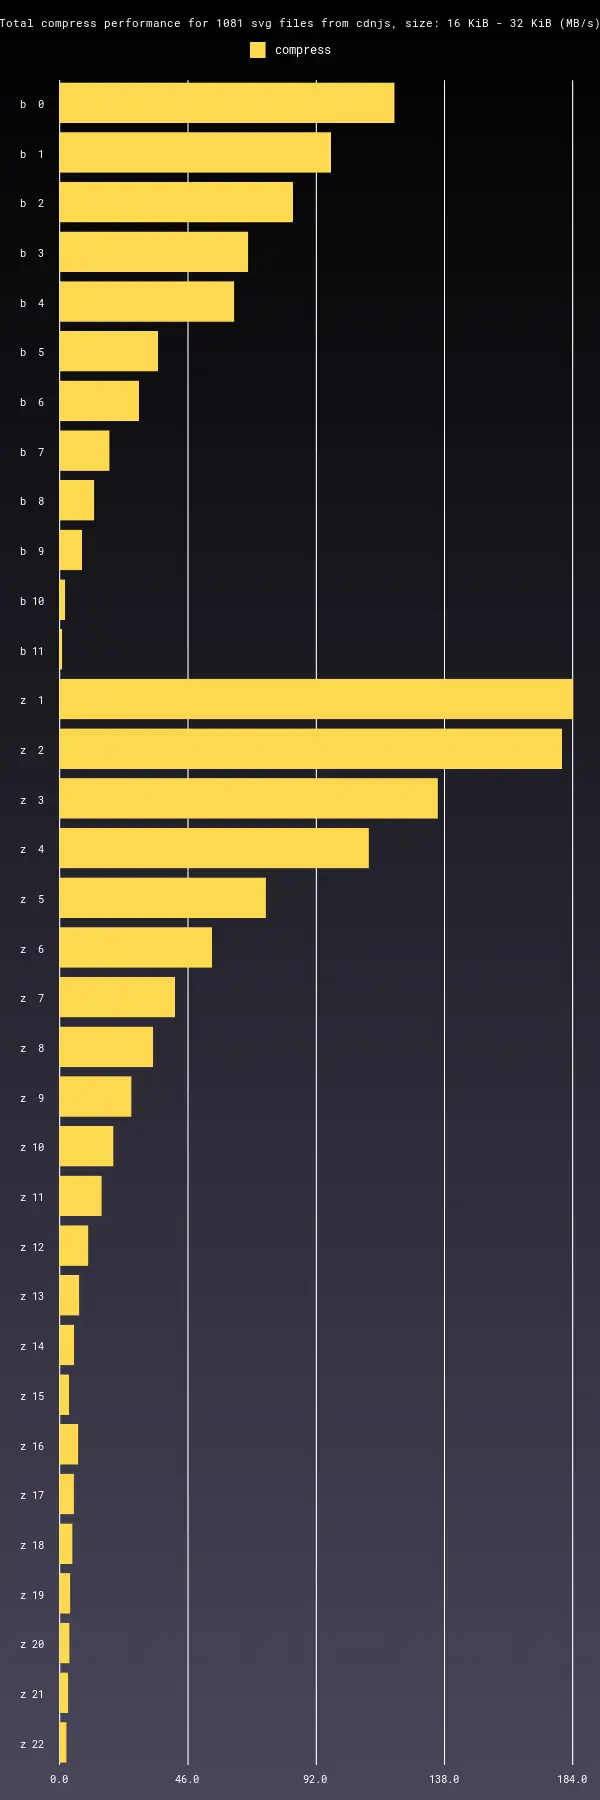 Total compress performance for 1081 svg files from cdnjs, size: 16 KiB - 32 KiB (MB/s)
compress
b 0
b 1
b 2
b 3
b 4
b 5
b 6
b 7
b 8
b 9
b 10
b 11
z 1
z 2
z 3
z 4
z 5
z 6
z 7
z 8
z 9
z 10
z 11
z 12
z 13
z 14
z 15
z 16
z 17
z 18
z 19
z 20
z 21
z 22
0.0 46.0 92.0 138.0 184.0